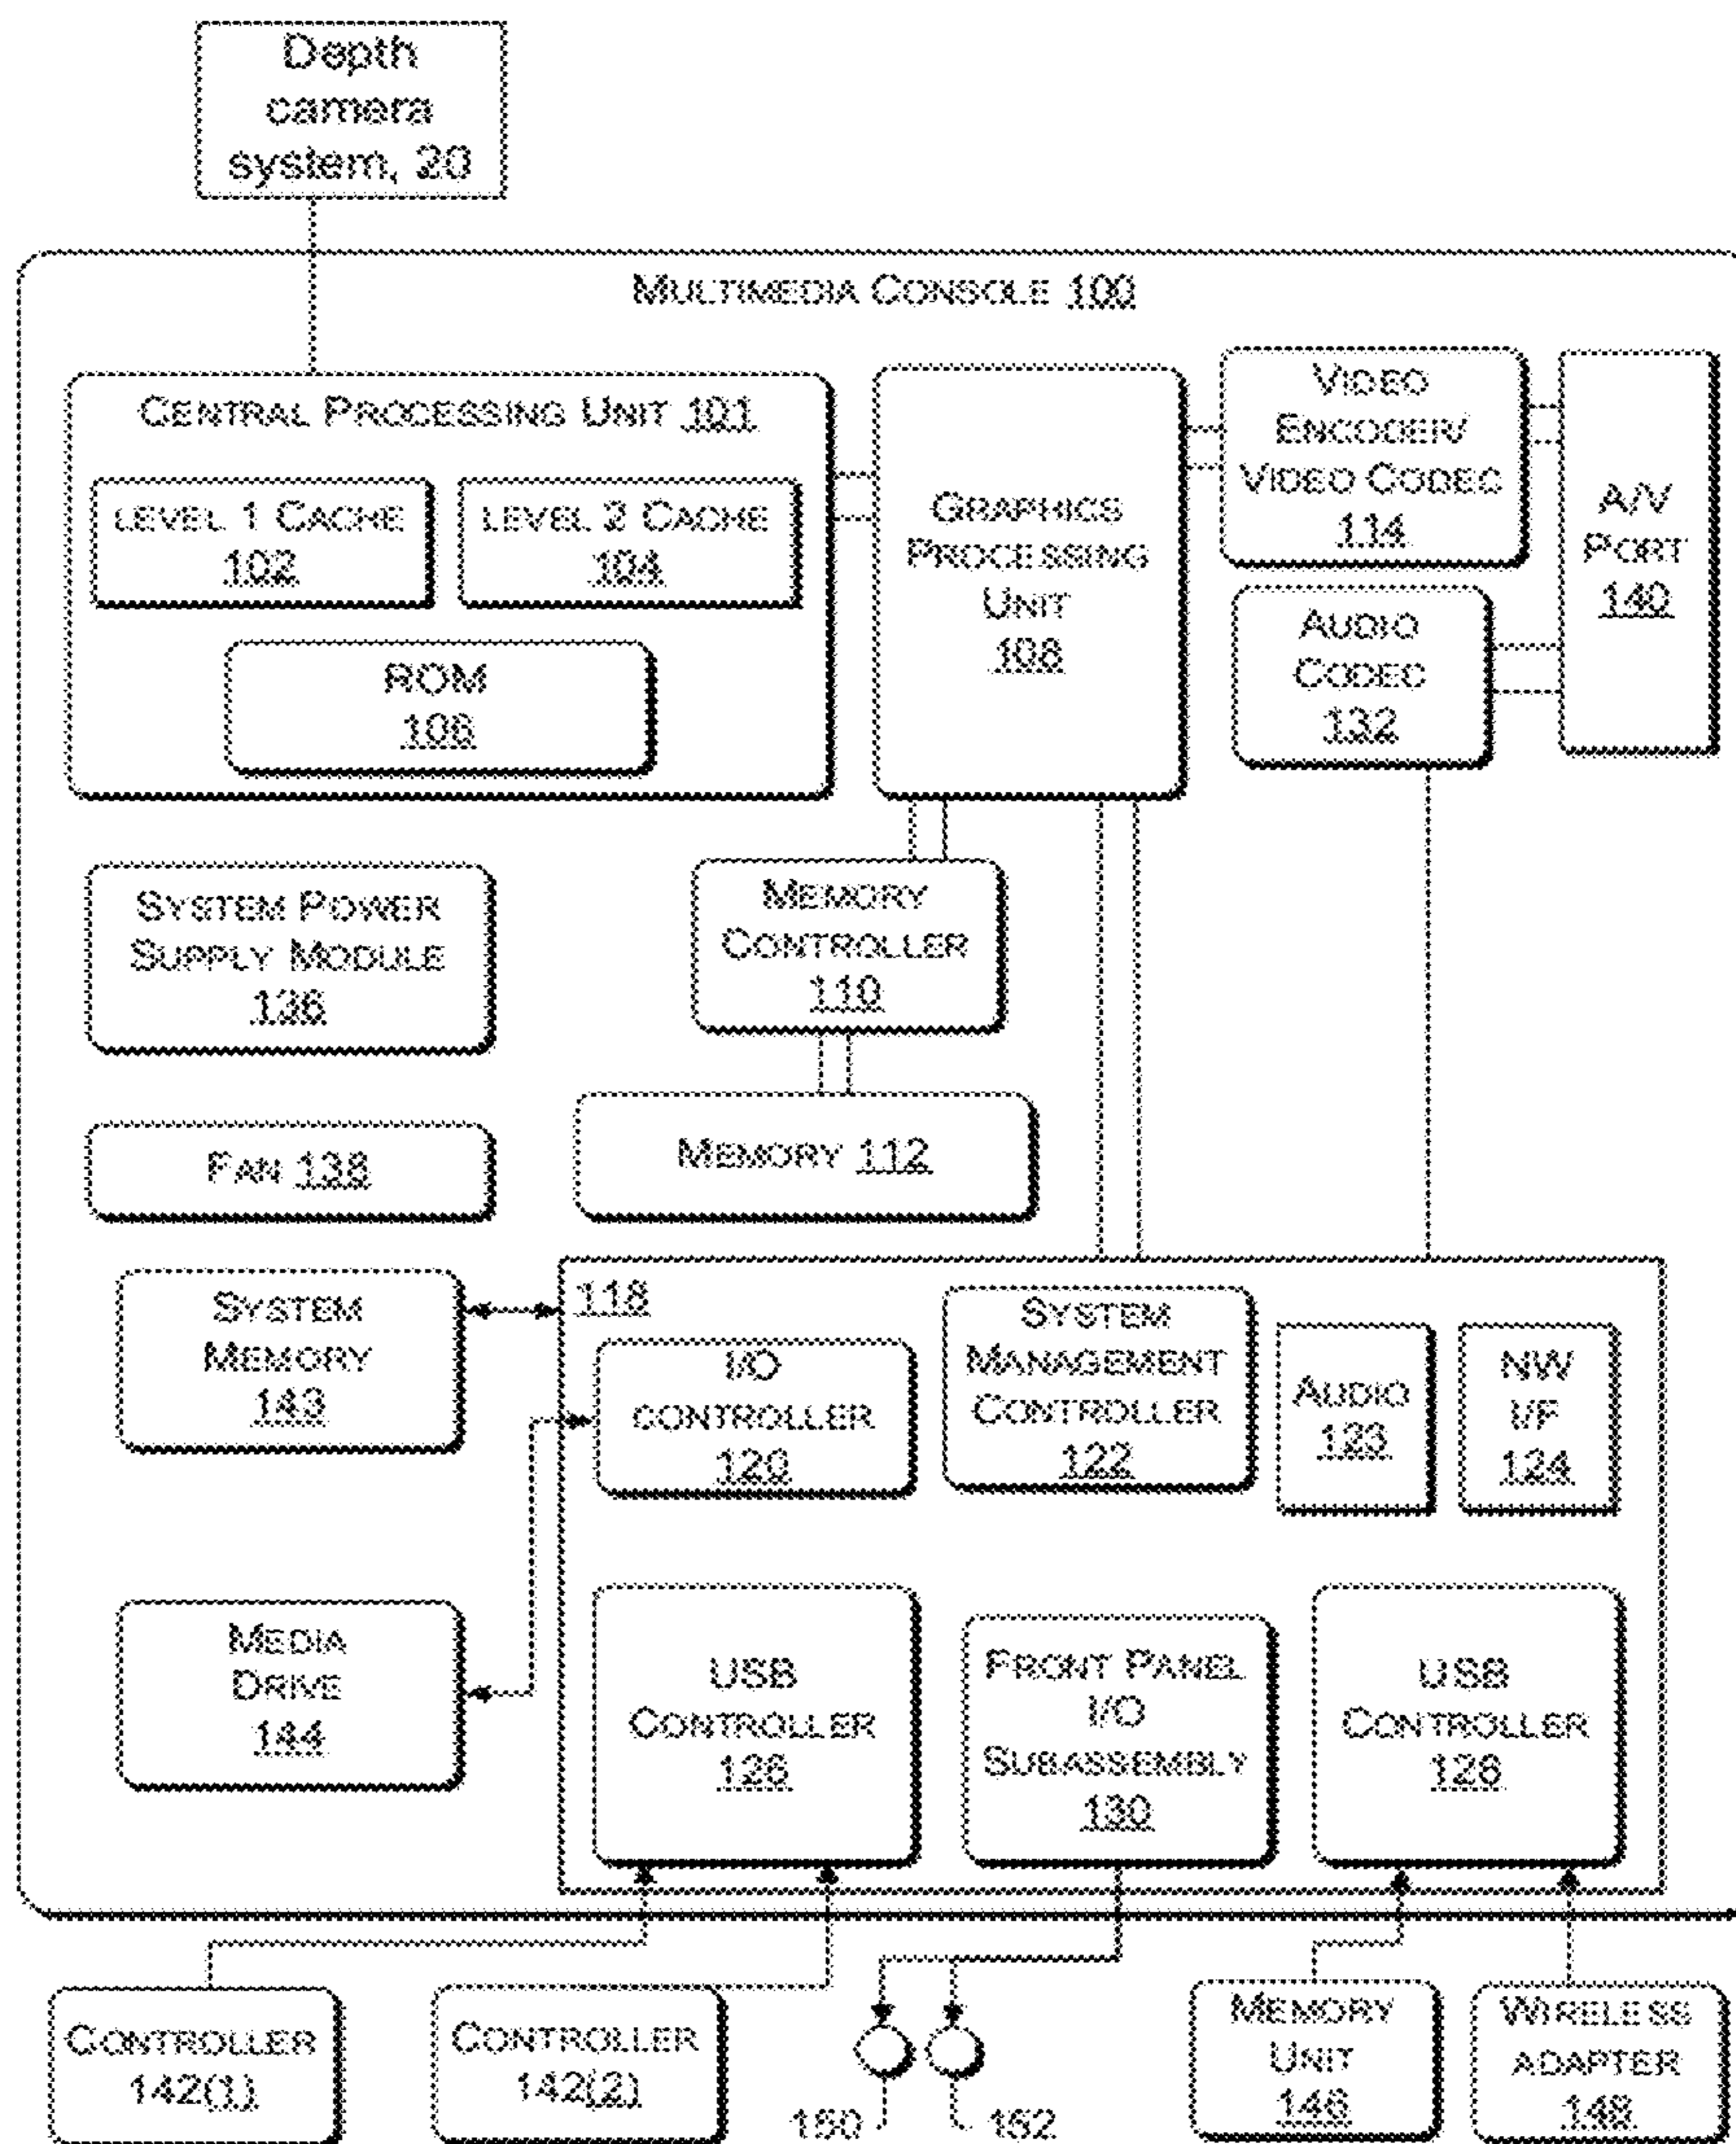 Depth
camera
system, 20
MULTIMEDIA CONSOLE 100
CENTRAL PROCESSING UNIT 101
LEVEL 1 CACHE
102
LEVEL 2 CACHE
104
ROM
106
GRAPHICS
PROCESSING
UNIT
108
VIDEO
ENCODER/
VIDEO CODEC
114
AUDIO
CODEC
132
A/V
PORT
140
SYSTEM POWER
SUPPLY MODULE
136
MEMORY
CONTROLLER
110
FAN 138
MEMORY 112
SYSTEM
MEMORY
143
118
I/O
CONTROLLER
120
SYSTEM
MANAGEMENT
CONTROLLER
122
AUDIO
123
NW
I/F
124
MEDIA
DRIVE
144
USB
CONTROLLER
126
FRONT PANEL
I/O
SUBASSEMBLY
130
USB
CONTROLLER
128
CONTROLLER
142(1)
CONTROLLER
142(2)
150
152
MEMORY
UNIT
146
WIRELESS
ADAPTER
148